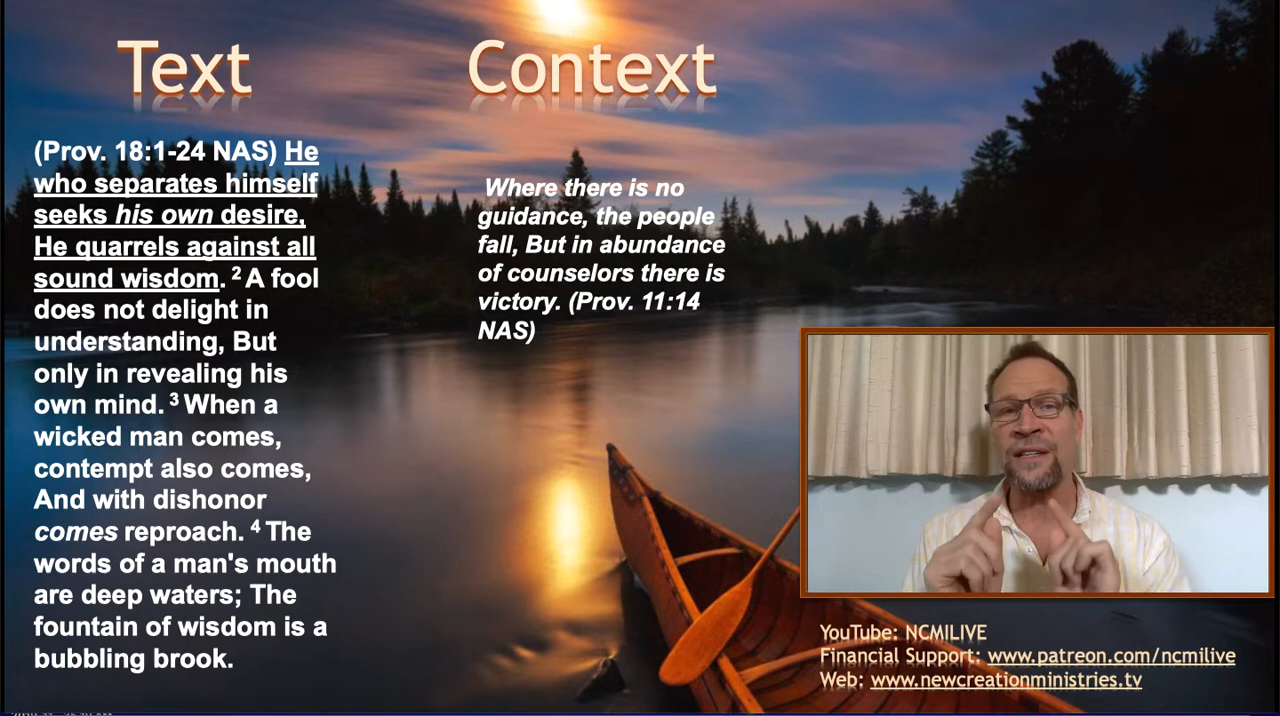 Text
Context
(Prov. 18:1-24 NAS) He
who separates himself
seeks his own desire,
He quarrels against all
sound wisdom. 2 A fool
does not delight in
understanding, But
only in revealing his
own mind. 3 When a
wicked man comes,
contempt also comes,
And with dishonor
comes reproach. 4 The
words of a man's mouth
are deep waters; The
fountain of wisdom is a
bubbling brook.
Where there is no
guidance, the people
fall, But in abundance
of counselors there is
victory. (Prov. 11:14
NAS)
YouTube: NCMILIVE
Financial Support: www.patreon.com/ncmilive
Web: www.newcreationministries.tv